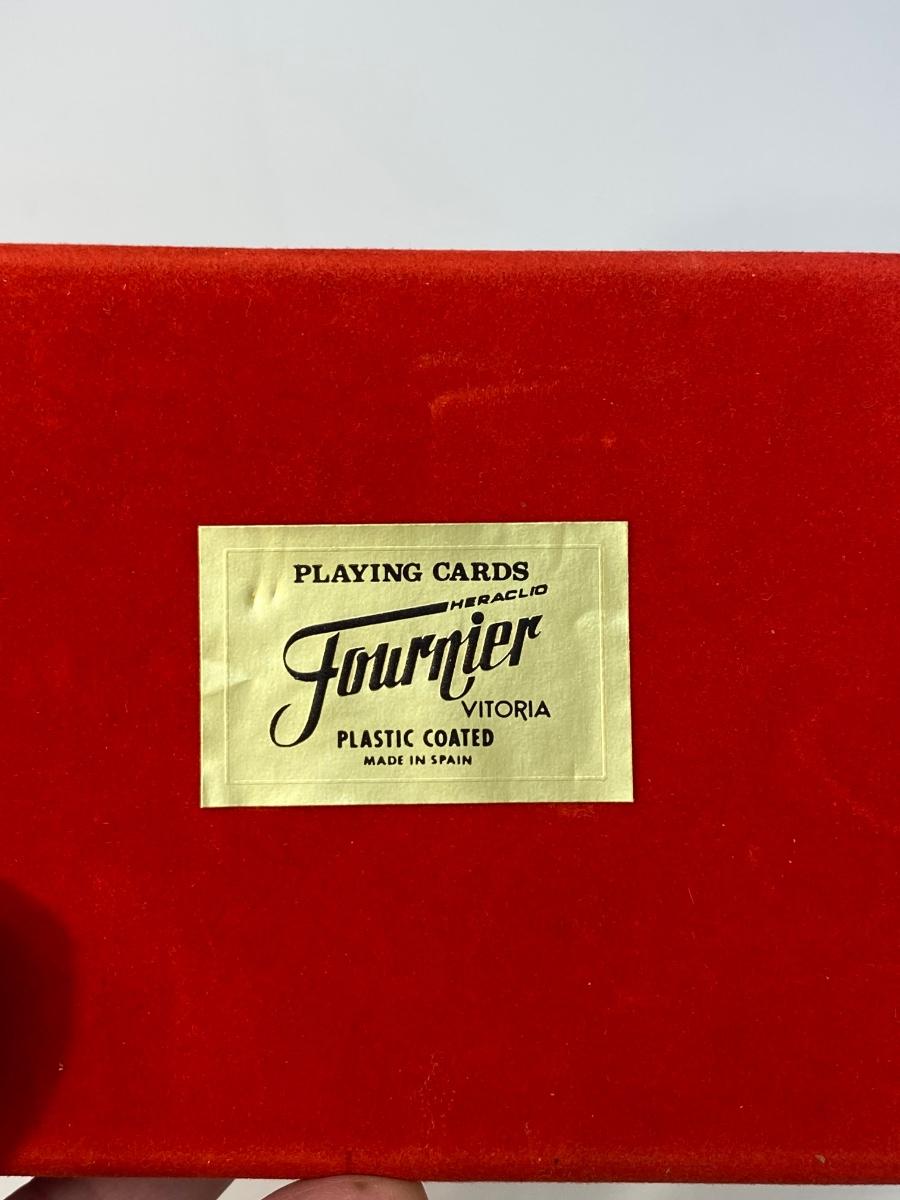 PLAYING CARDS
HERACLIO
Fournier
VITORIA
PLASTIC COATED
MADE IN SPAIN